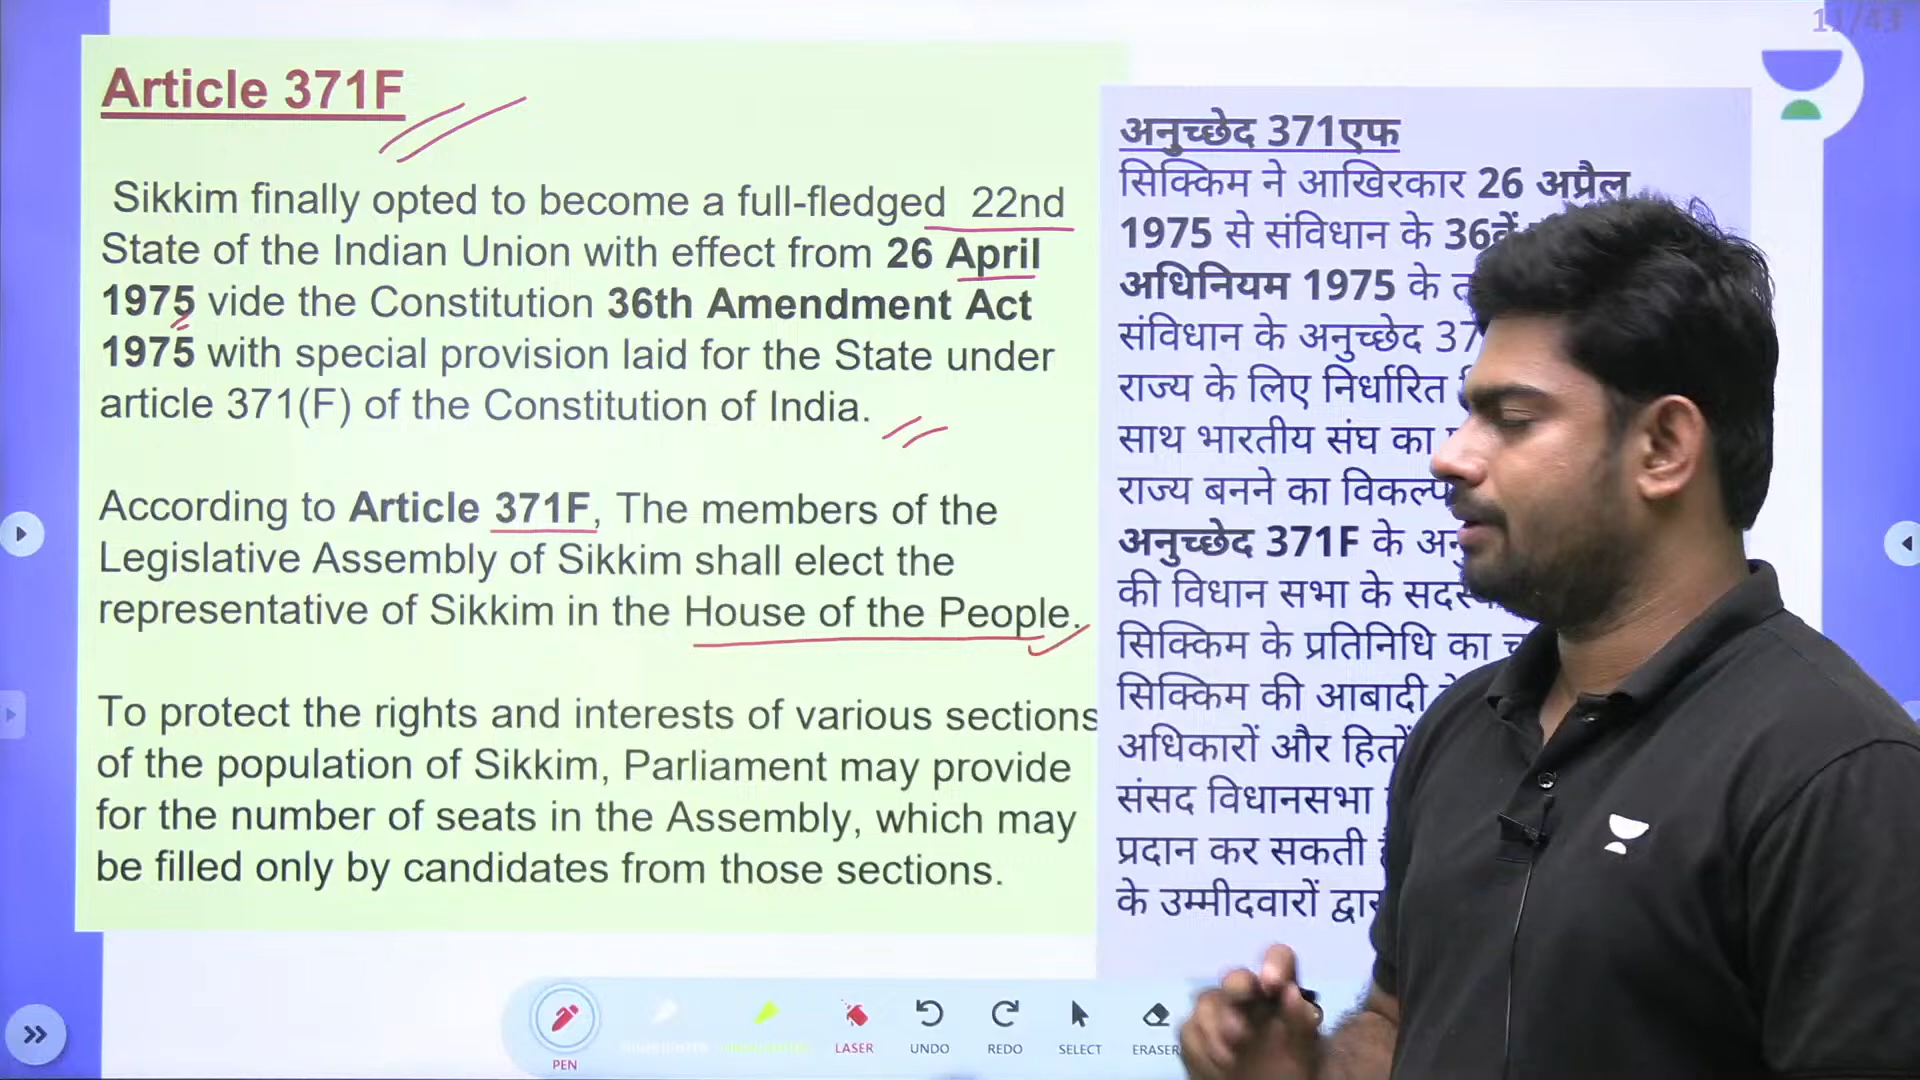 11/43
Article 371F
Sikkim finally opted to become a full-fledged 22nd
State of the Indian Union with effect from 26 April
1975 vide the Constitution 36th Amendment Act
1975 with special provision laid for the State under
article 371(F) of the Constitution of India.
According to Article 371F, The members of the
Legislative Assembly of Sikkim shall elect the
representative of Sikkim in the House of the People.
To protect the rights and interests of various sections
of the population of Sikkim, Parliament may provide
for the number of seats in the Assembly, which may
be filled only by candidates from those sections.
अनुच्छेद 371एफ
सिक्किम ने आखिरकार 26 अप्रैल
1975 से संविधान के 36वें
अधिनियम 1975 के
संविधान के अनुच्छेद
राज्य के लिए निर्धारित
साथ भारतीय संघ का
राज्य बनने का
अनुच्छेद 371F के
की विधान सभा के
सिक्किम के प्रतिनिधि का
सिक्किम की आबादी
अधिकारों और
संसद विधानसभा
प्रदान कर सकती
के उम्मीदवारों
PEN
LASER
UNDO
REDO
SELECT
ERASER